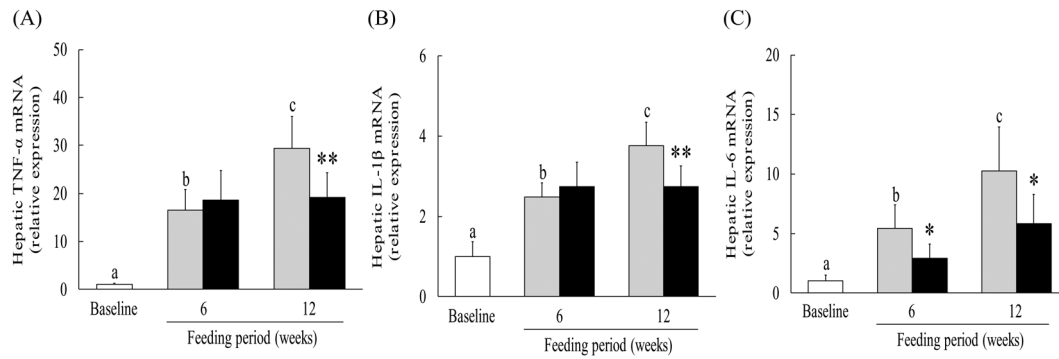 (A)
Hepatic TNF-α mRNA
(relative expression)
50
40
30
20
10
0
a
b
c
**
Baseline
6
12
Feeding period (weeks)
(B)
Hepatic IL-1β mRNA
(relative expression)
6
4
2
0
a
b
c
**
Baseline
6
12
Feeding period (weeks)
(C)
Hepatic IL-6 mRNA
(relative expression)
20
15
10
5
0
a
b
*
c
*
Baseline
6
12
Feeding period (weeks)